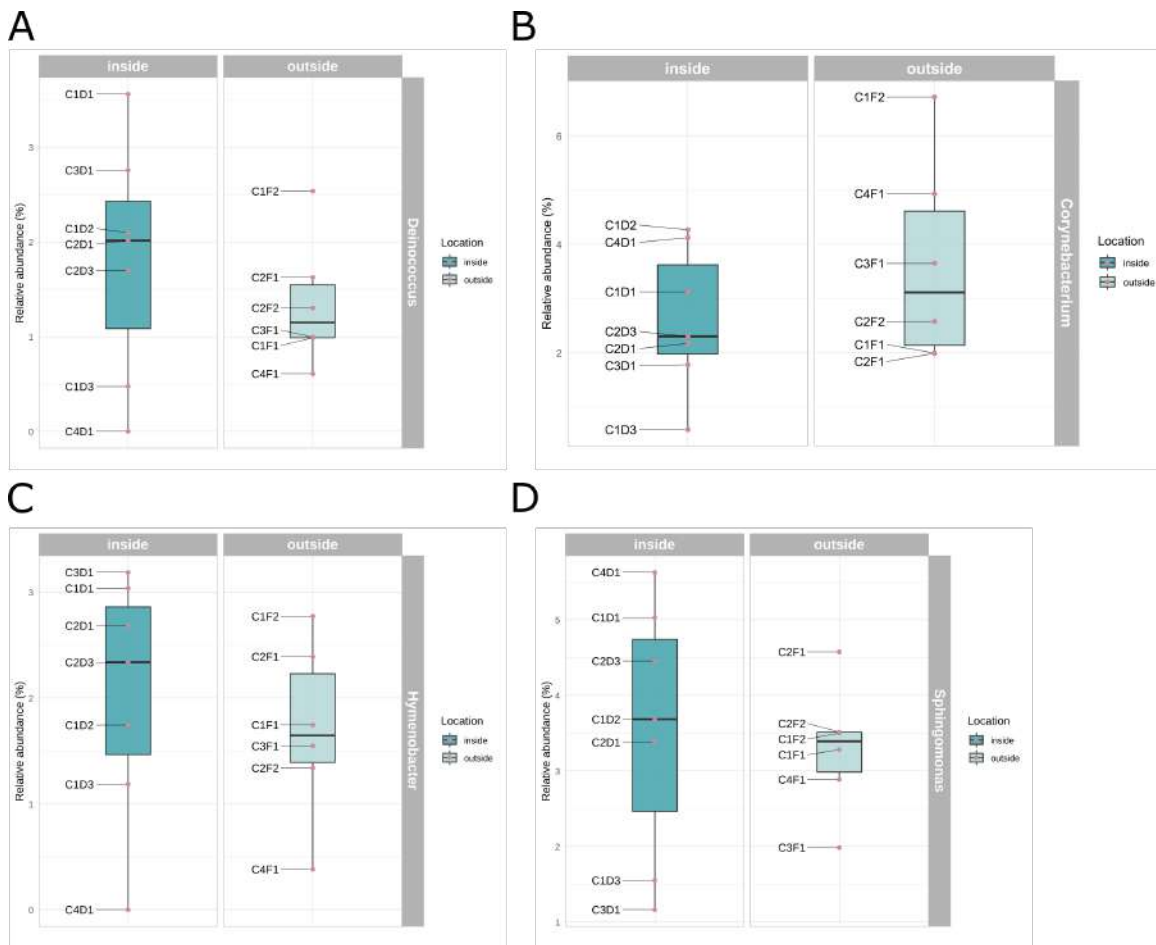 A
inside
outside
Relative abundance (%)
3
2
1
0
C1D1
C3D1
C1D2
C2D1
C2D3
C1D3
C4D1
C1F2
C2F1
C2F2
C3F1
C1F1
C4F1
Deinococcus
Location
inside
outside
B
inside
outside
Relative abundance (%)
6
4
2
C1D2
C4D1
C1D1
C2D3
C2D1
C3D1
C1D3
C1F2
C4F1
C3F1
C2F2
C1F1
C2F1
Corynebacterium
Location
inside
outside
C
inside
outside
Relative abundance (%)
3
2
1
0
C3D1
C1D1
C2D1
C2D3
C1D2
C1D3
C4D1
C1F2
C2F1
C1F1
C3F1
C2F2
C4F1
Hymenobacter
Location
inside
outside
D
inside
outside
Relative abundance (%)
5
4
3
2
1
C4D1
C1D1
C2D3
C1D2
C2D1
C1D3
C3D1
C2F1
C2F2
C1F2
C1F1
C4F1
C3F1
Sphingomonas
Location
inside
outside